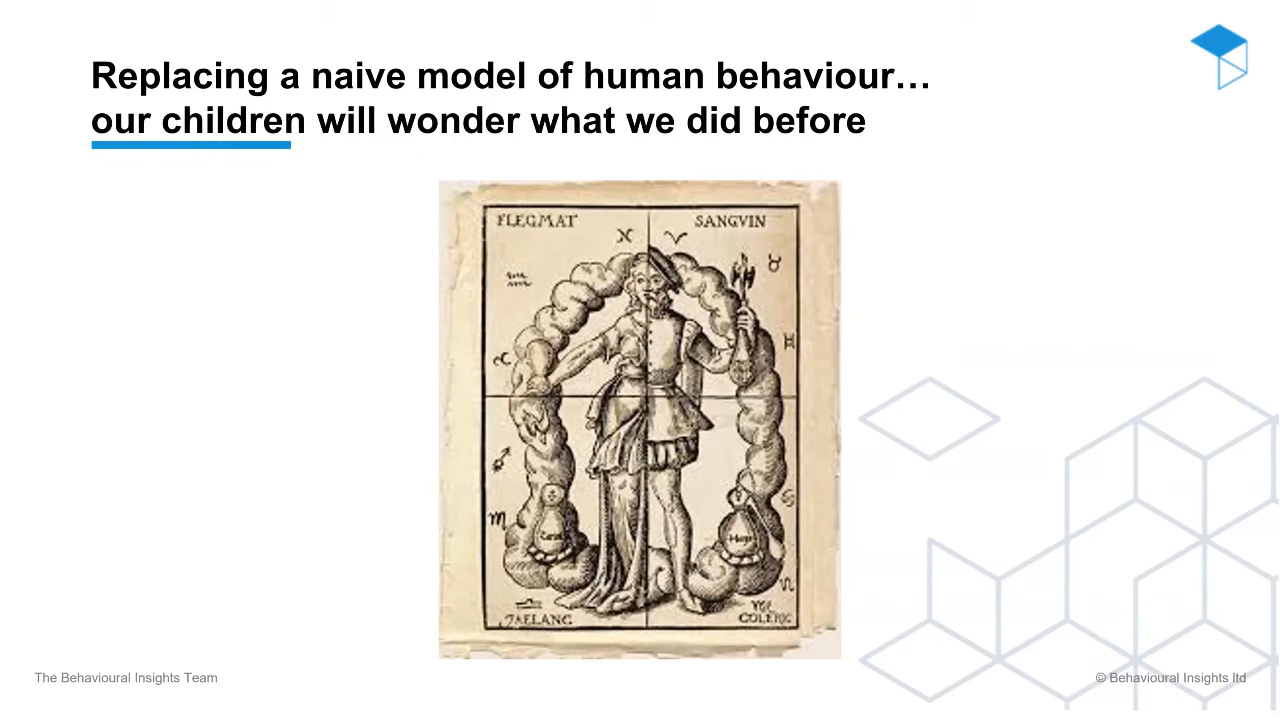 Replacing a naive model of human behaviour…
our children will wonder what we did before
FLEGMAT
SANGVIN
COLERIC
The Behavioural Insights Team
© Behavioural Insights ltd